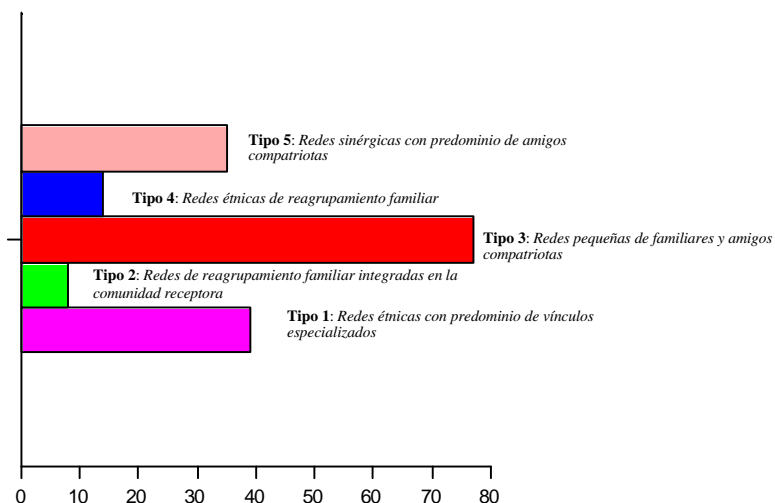 Tipo 5: Redes sinérgicas con predominio de amigos
compatriotas
Tipo 4: Redes étnicas de reagrupamiento familiar
Tipo 3: Redes pequeñas de familiares y amigos
compatriotas
Tipo 2: Redes de reagrupamiento familiar integradas en la
comunidad receptora
Tipo 1: Redes étnicas con predominio de vínculos
especializados
0 10 20 30 40 50 60 70 80